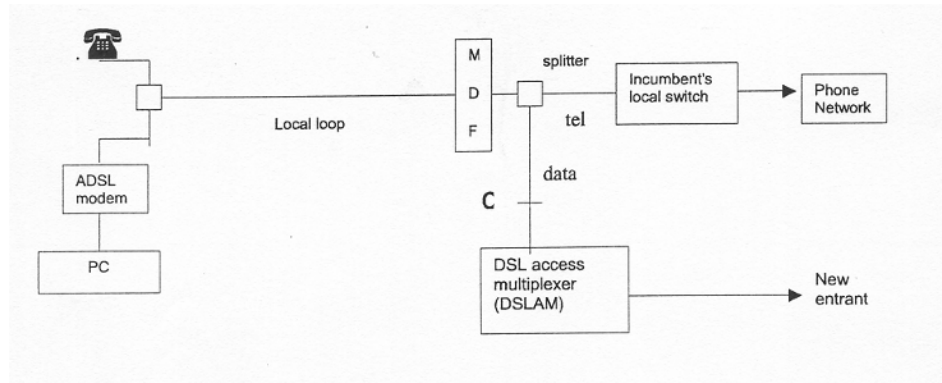 M
D
F
splitter
Incumbent's
local switch
Phone
Network
Local loop
tel
ADSL
modem
data
C
PC
DSL access
multiplexer
(DSLAM)
New
entrant